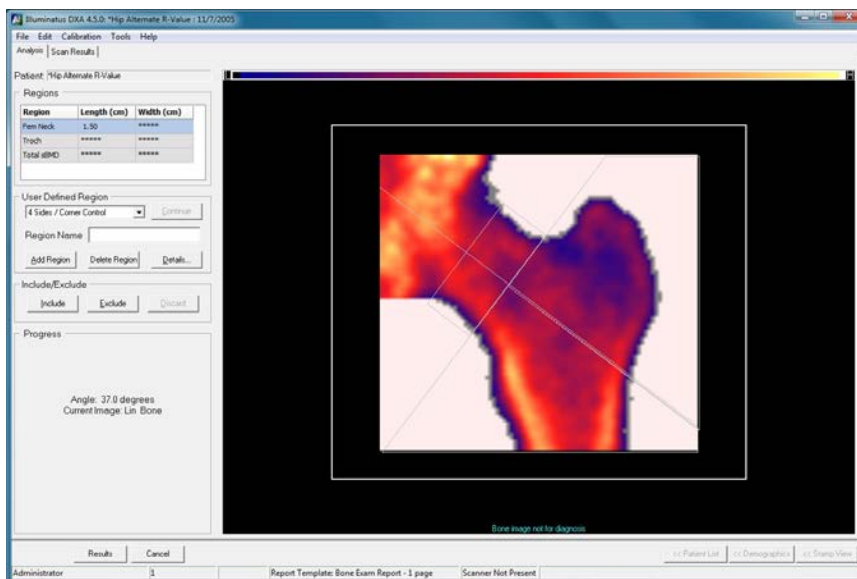 Illuminatus DXA 4.5.0: *Hip Alternate R-Value : 11/7/2005
File Edit Calibration Tools Help
Analysis Scan Results
Patient *Hip Alternate R-Value
Regions
Region Length (cm) Width (cm)
Fem Neck 1.50 *****
Troch ***** *****
Total sBMD ***** *****
User Defined Region
4 Sides / Corner Control Continue
Region Name
Add Region Delete Region Details...
Include/Exclude
Include Exclude Discard
Progress
Angle: 37.0 degrees
Current Image: Lin Bone
Bone image not for diagnosis
Results Cancel << Patient List << Demographics << Stamp View
Administrator 1 Report Template: Bone Exam Report - 1 page Scanner Not Present